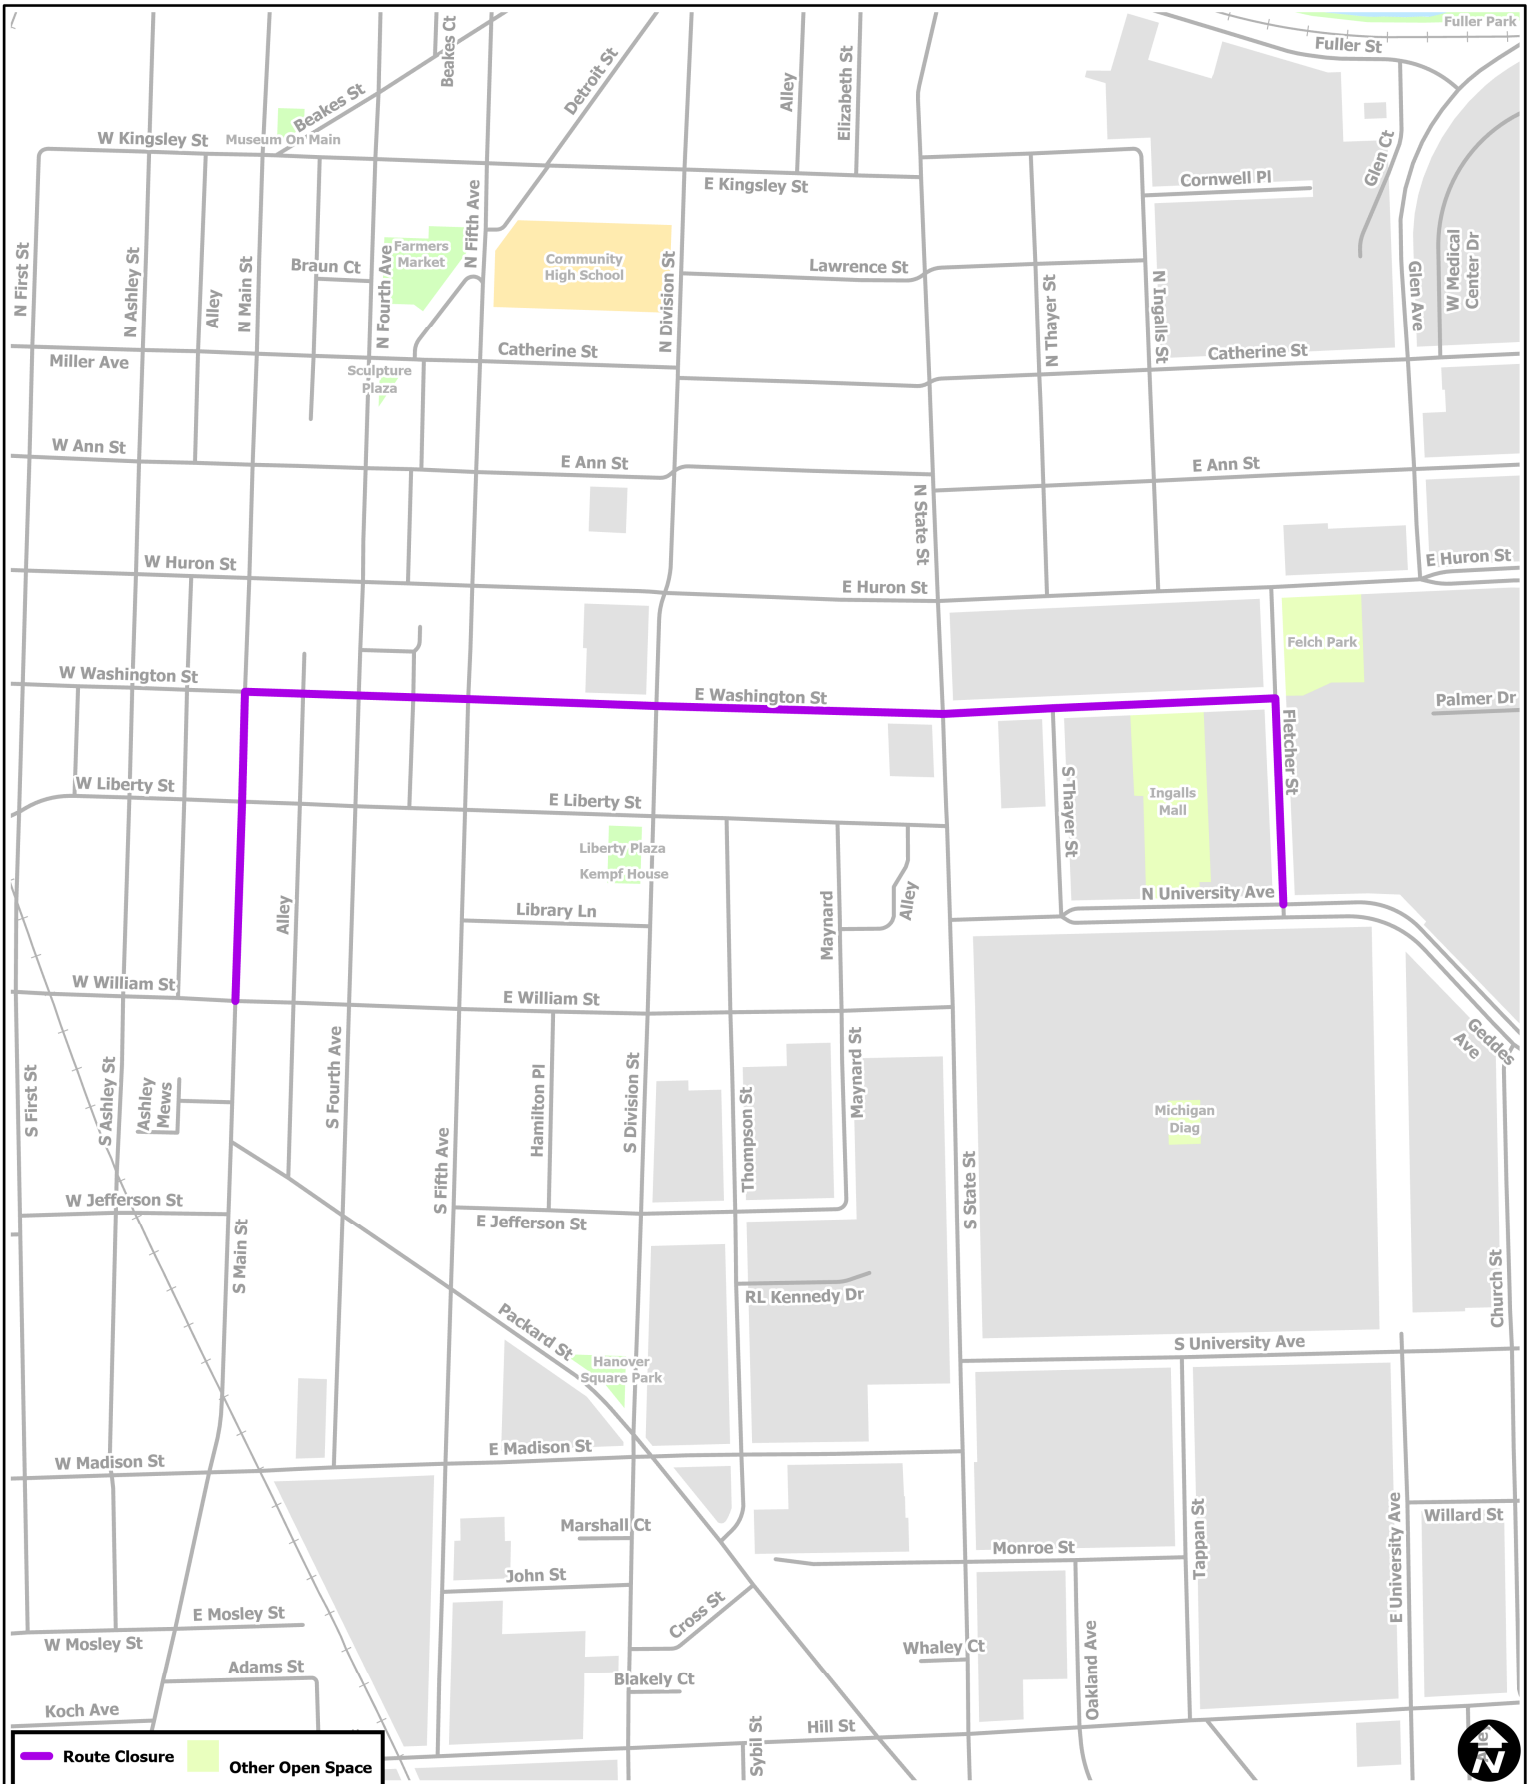 Fuller Park
Fuller St
Beakes Ct
Detroit St
Alley
Elizabeth St
Beakes St
W Kingsley St
Museum On Main
E Kingsley St
Cornwell Pl
Glen Ct
N First St
N Ashley St
Alley
N Main St
Braun Ct
N Fourth Ave
Farmers
Market
N Fifth Ave
Community
High School
N Division St
Lawrence St
N Thayer St
N Ingalls St
Glen Ave
W Medical
Center Dr
Miller Ave
Catherine St
Catherine St
Sculpture
Plaza
W Ann St
E Ann St
E Ann St
N State St
W Huron St
E Huron St
E Huron St
Felch Park
W Washington St
E Washington St
Palmer Dr
Fletcher St
W Liberty St
E Liberty St
S Thayer St
Ingalls
Mall
Liberty Plaza
Kempf House
Alley
Library Ln
Maynard
Alley
N University Ave
W William St
E William St
Geddes
Ave
S First St
S Ashley St
Ashley
Mews
S Fourth Ave
Hamilton Pl
S Division St
Thompson St
Maynard St
Michigan
Diag
S Fifth Ave
S State St
W Jefferson St
E Jefferson St
S Main St
RL Kennedy Dr
Church St
Packard St
Hanover
Square Park
S University Ave
W Madison St
E Madison St
Marshall Ct
Monroe St
Tappan St
E University Ave
Willard St
John St
E Mosley St
W Mosley St
Cross St
Whaley Ct
Oakland Ave
Adams St
Blakely Ct
Koch Ave
Hill St
Sybil St
Route Closure
Other Open Space
N